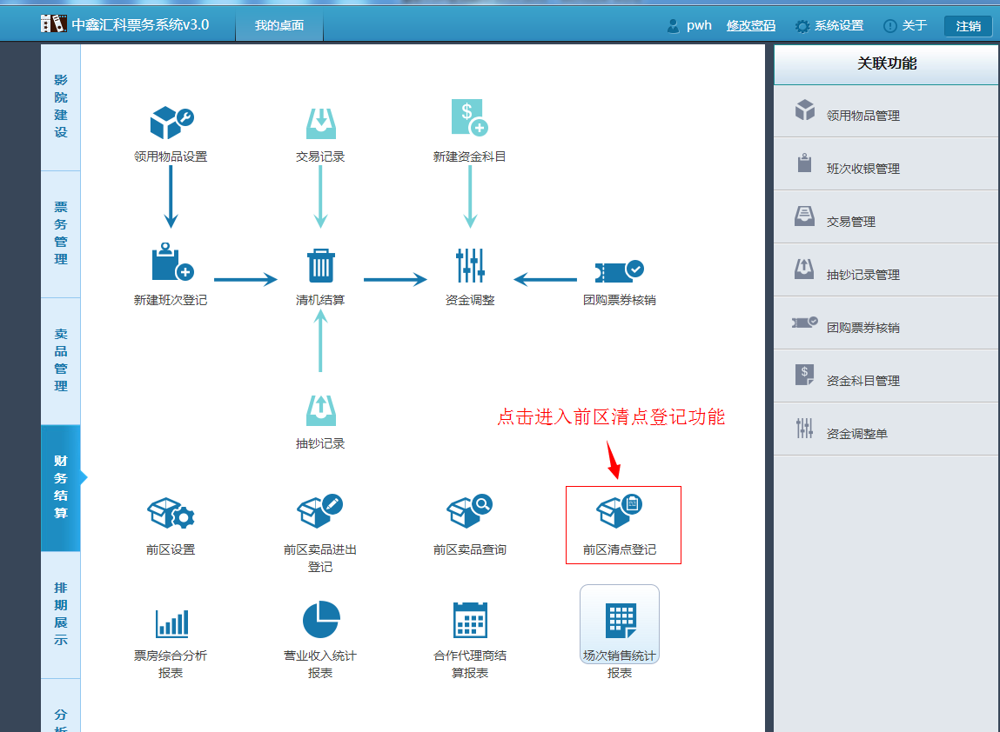 中鑫汇科票务系统v3.0
我的桌面
pwh
修改密码
系统设置
关于
注销
影院建设
票务管理
卖品管理
财务结算
排期展示
分析
领用物品设置
交易记录
新建资金科目
新建班次登记
清机结算
资金调整
团购票券核销
抽钞记录
点击进入前区清点登记功能
前区设置
前区卖品进出
登记
前区卖品查询
前区清点登记
票房综合分析
报表
营业收入统计
报表
合作代理商结
算报表
场次销售统计
报表
关联功能
领用物品管理
班次收银管理
交易管理
抽钞记录管理
团购票券核销
资金科目管理
资金调整单